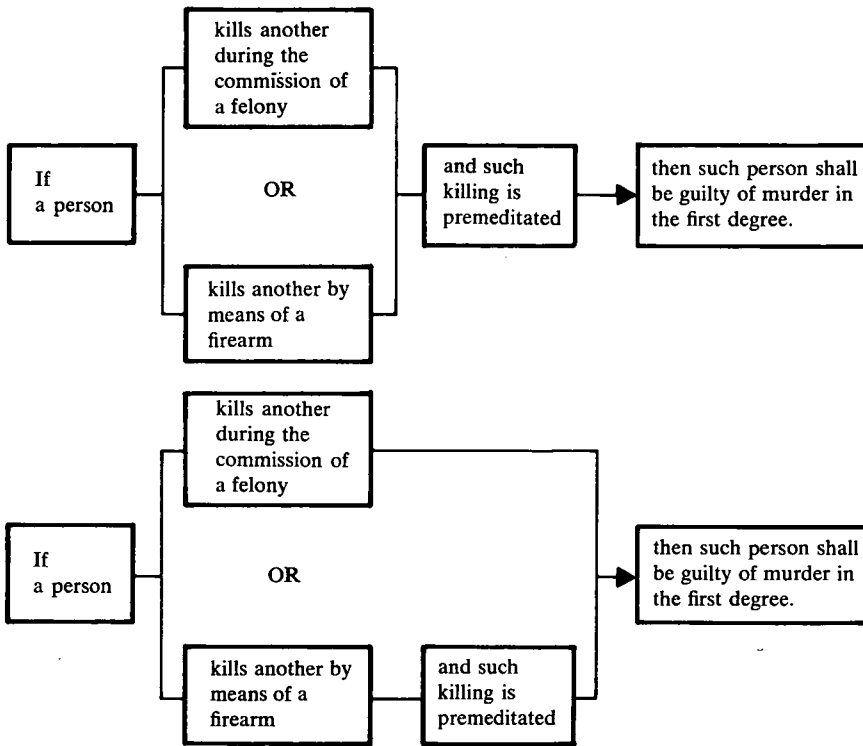 kills another
during the
commission of
a felony
If
a person
OR
and such
killing is
premeditated
then such person shall
be guilty of murder in
the first degree.
kills another by
means of a
firearm
kills another
during the
commission of
a felony
If
a person
OR
then such person shall
be guilty of murder in
the first degree.
kills another by
means of a
firearm
and such
killing is
premeditated